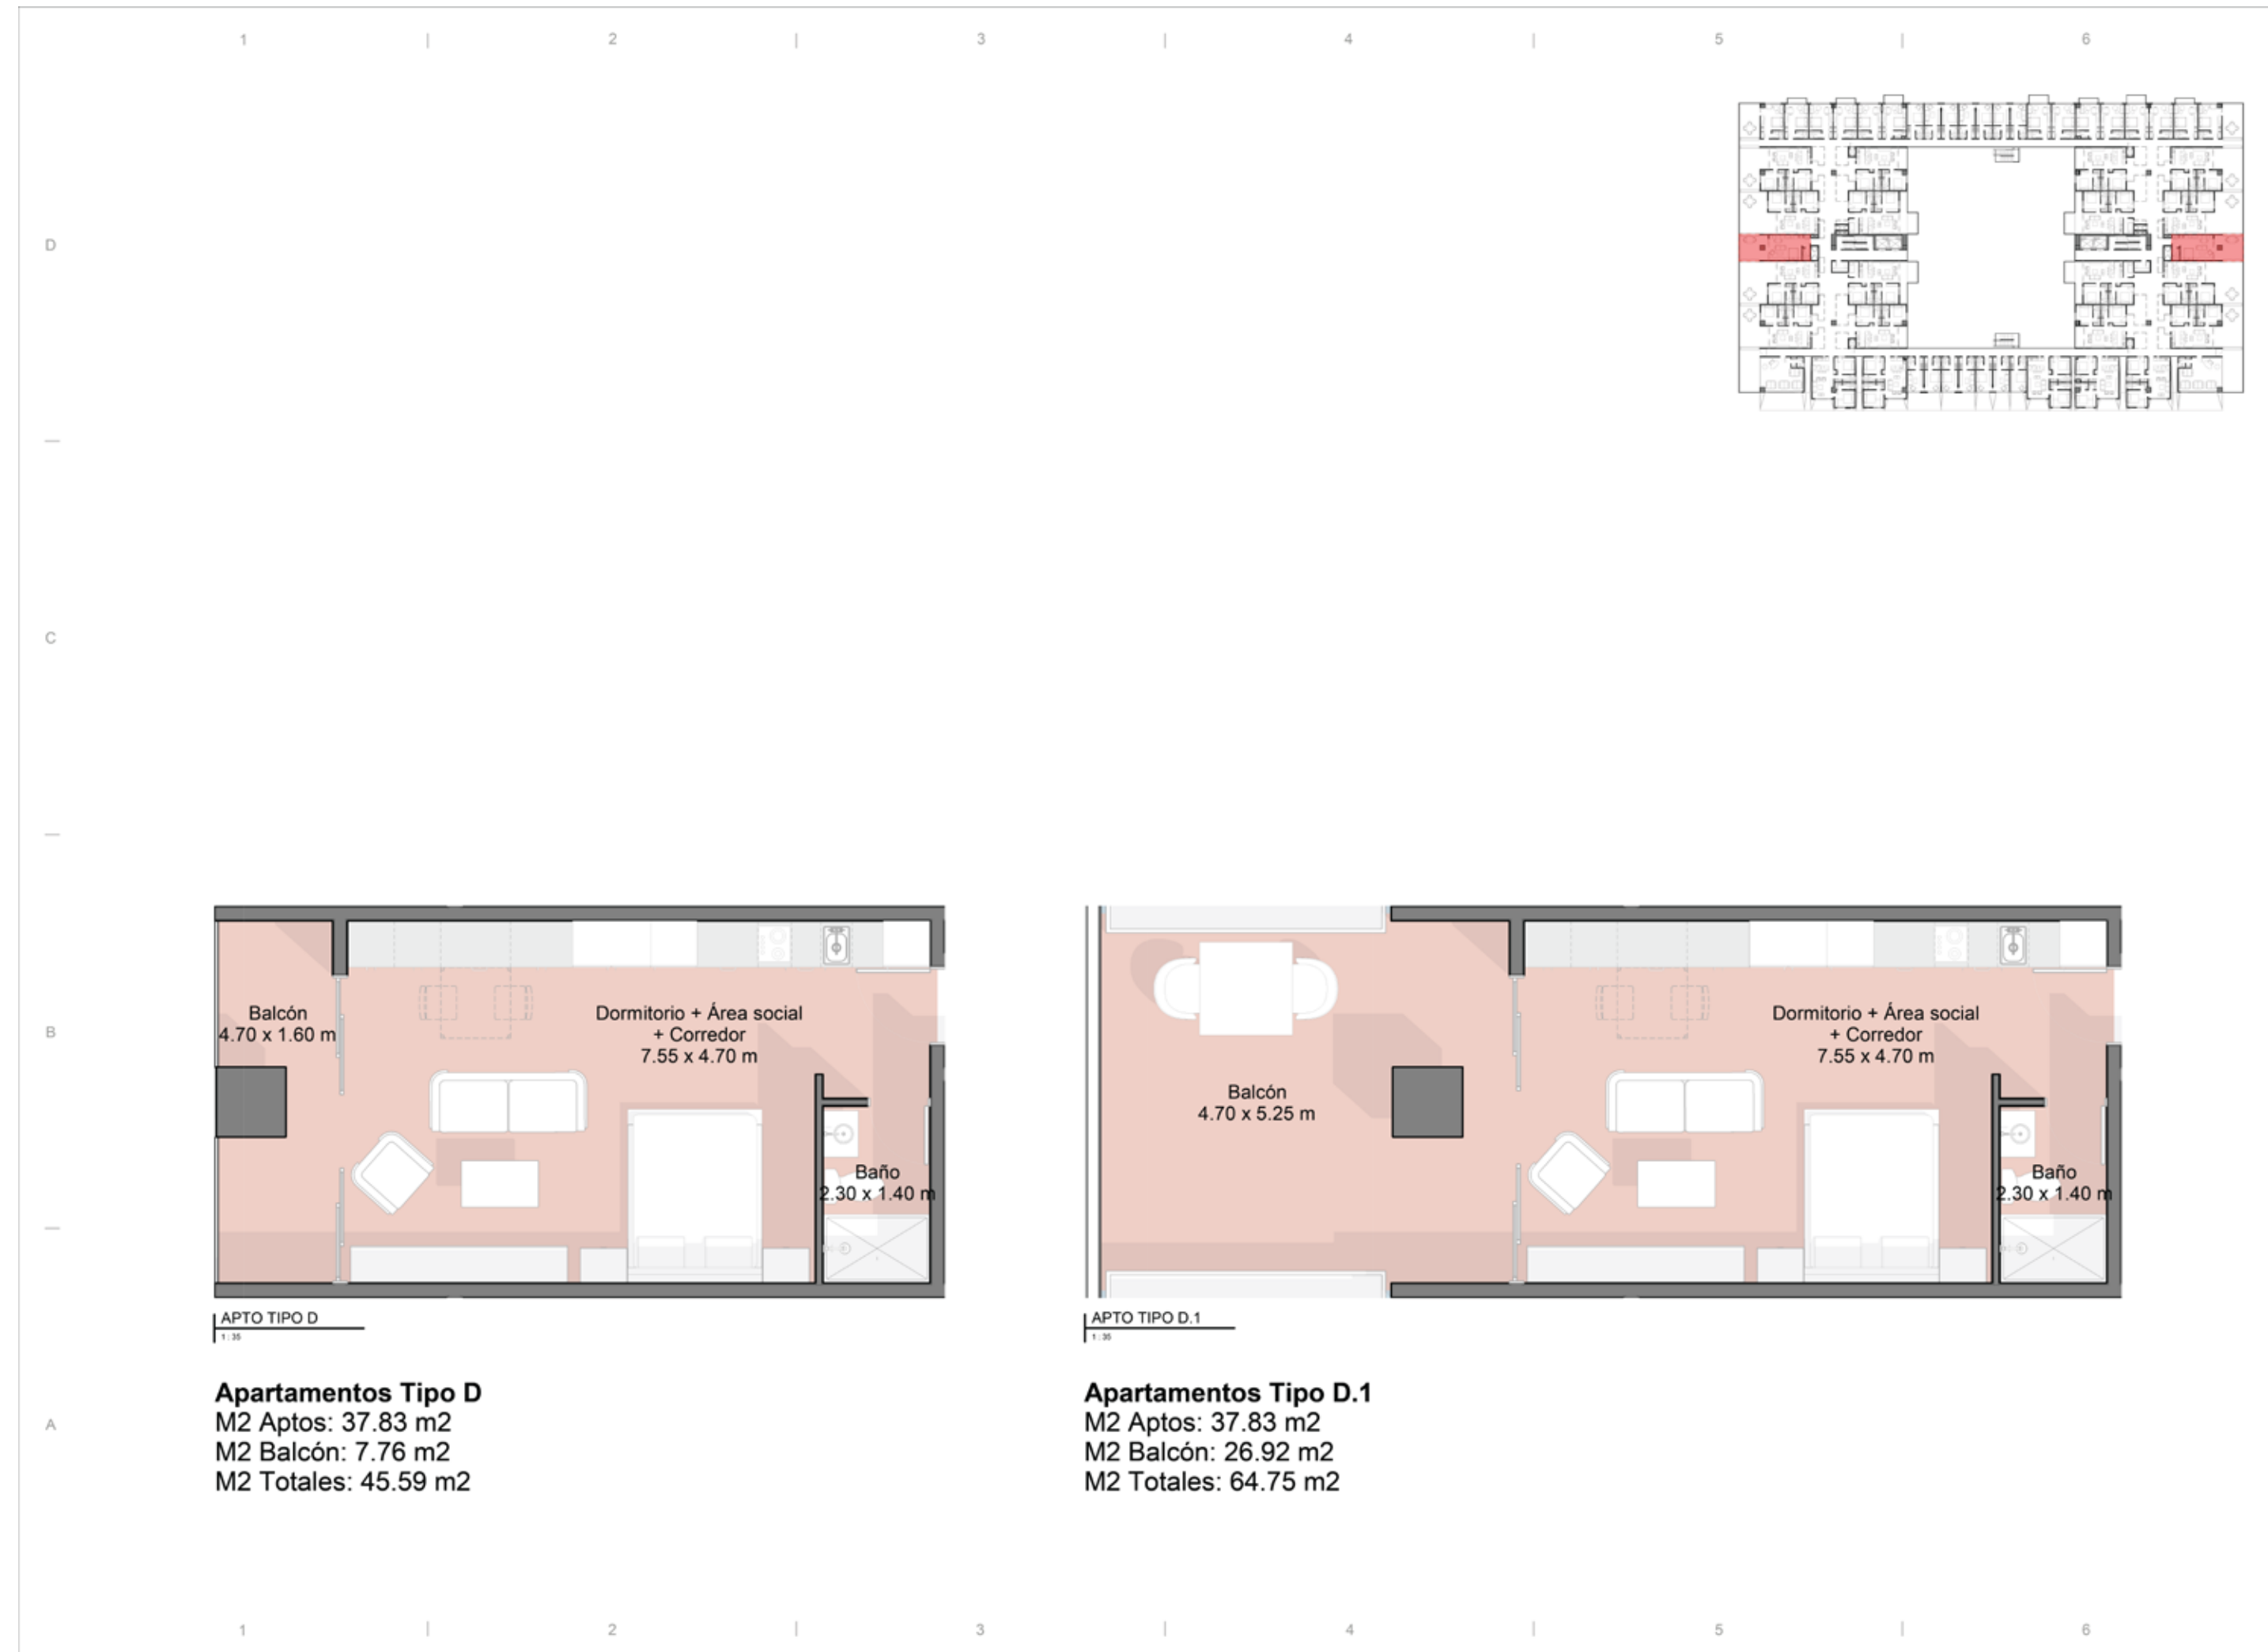 1 2 3 4 5 6
D
C
B
A
Balcón
4.70 x 1.60 m
Dormitorio + Área social
+ Corredor
7.55 x 4.70 m
Baño
2.30 x 1.40 m
APTO TIPO D
1 : 35
Apartamentos Tipo D
M2 Aptos: 37.83 m2
M2 Balcón: 7.76 m2
M2 Totales: 45.59 m2
Balcón
4.70 x 5.25 m
Dormitorio + Área social
+ Corredor
7.55 x 4.70 m
Baño
2.30 x 1.40 m
APTO TIPO D.1
1 : 35
Apartamentos Tipo D.1
M2 Aptos: 37.83 m2
M2 Balcón: 26.92 m2
M2 Totales: 64.75 m2
1 2 3 4 5 6